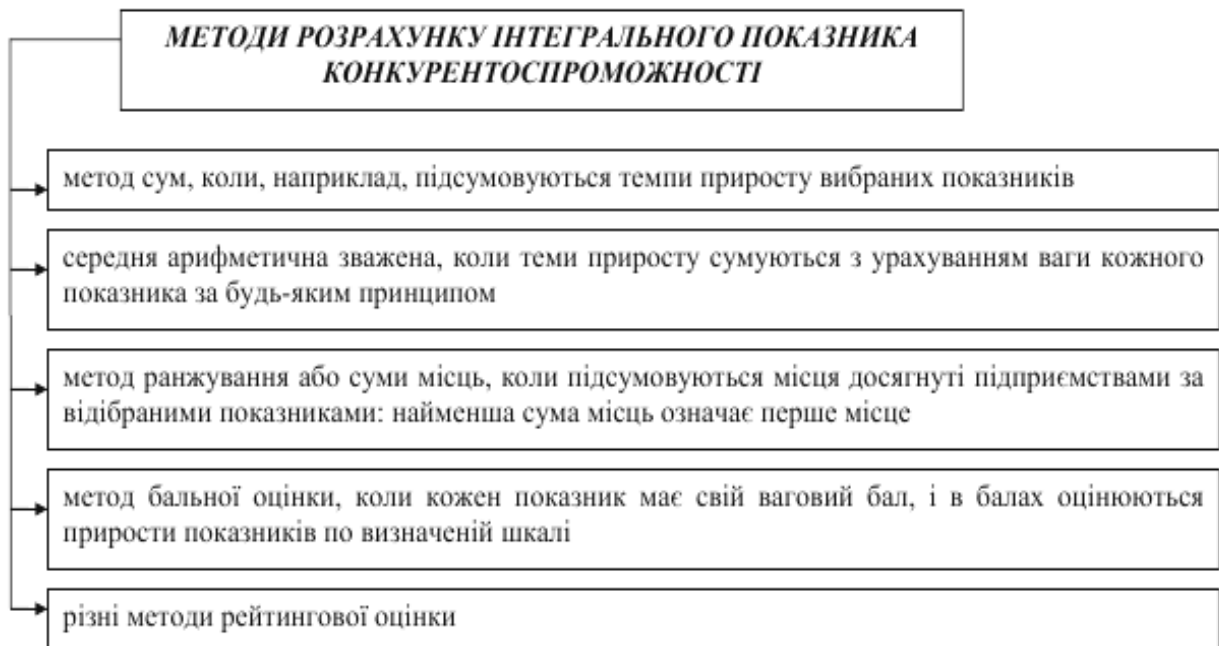 МЕТОДИ РОЗРАХУНКУ ІНТЕГРАЛЬНОГО ПОКАЗНИКА
КОНКУРЕНТОСПРОМОЖНОСТІ
метод сум, коли, наприклад, підсумовуються темпи приросту вибраних показників
середня арифметична зважена, коли теми приросту сумуються з урахуванням ваги кожного
показника за будь-яким принципом
метод ранжування або суми місць, коли підсумовуються місця досягнуті підприємствами за
відібраними показниками: найменша сума місць означає перше місце
метод бальної оцінки, коли кожен показник має свій ваговий бал, і в балах оцінюються
прирости показників по визначеній шкалі
різні методи рейтингової оцінки